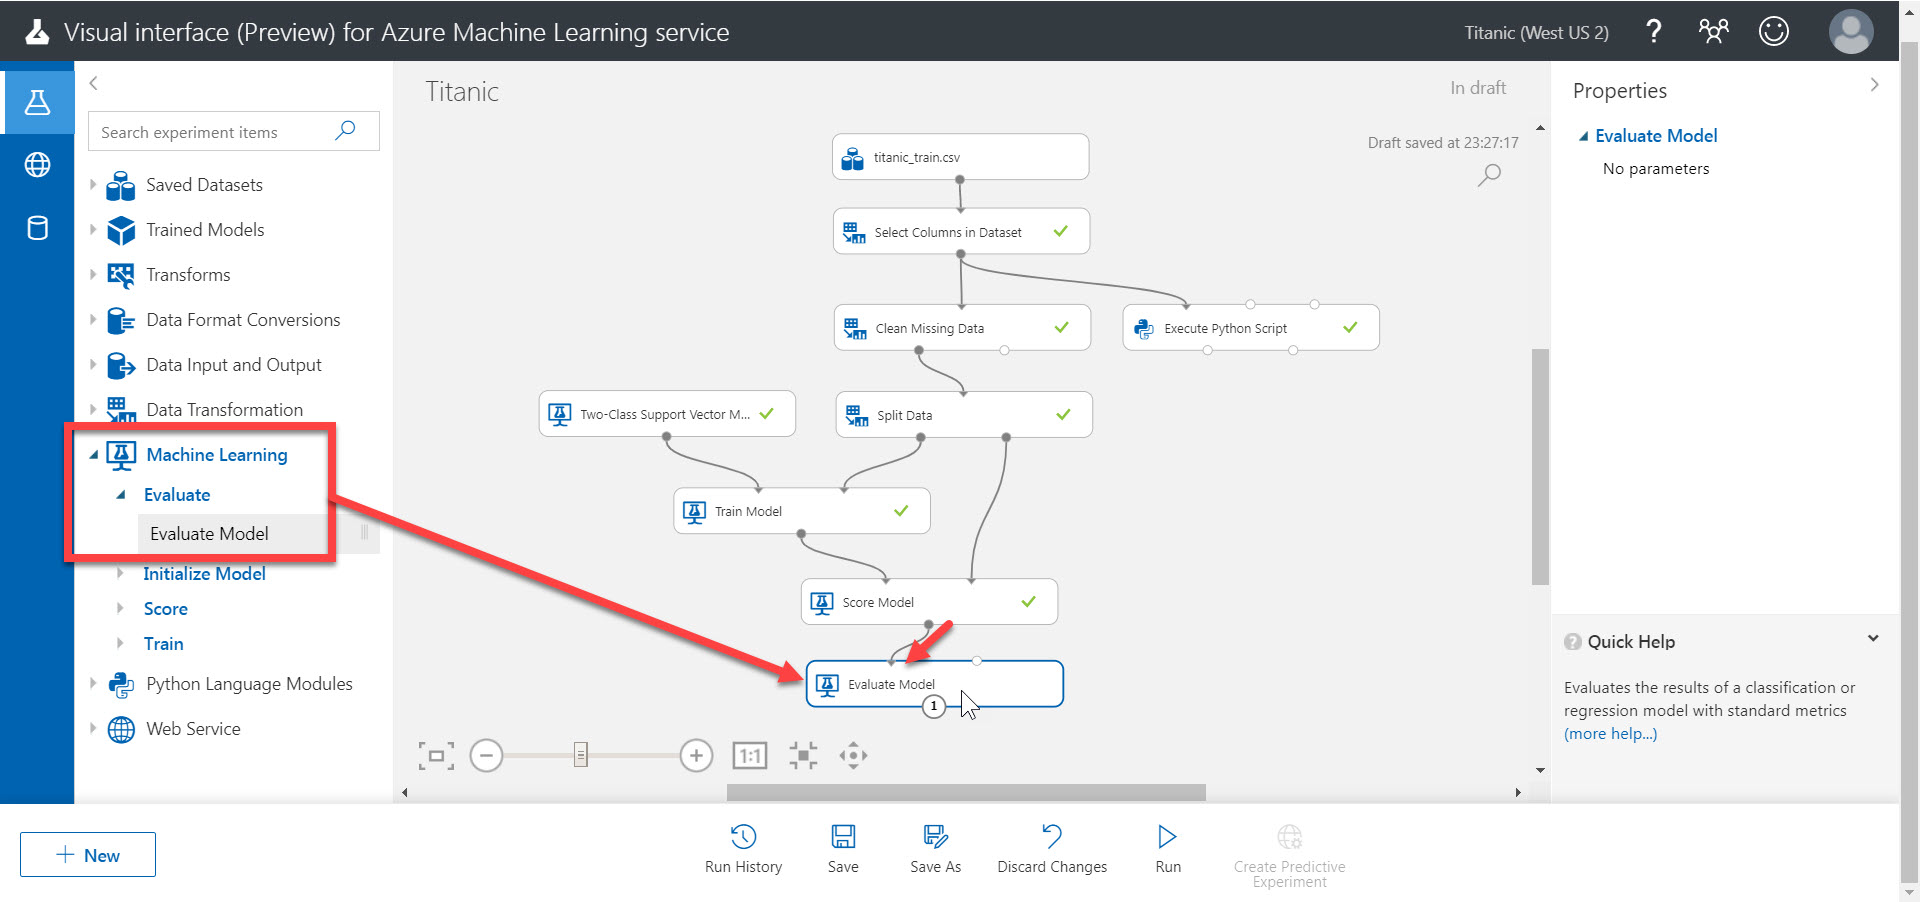 Visual interface (Preview) for Azure Machine Learning service
Titanic (West US 2)
?
Search experiment items
Saved Datasets
Trained Models
Transforms
Data Format Conversions
Data Input and Output
Data Transformation
Machine Learning
Evaluate
Evaluate Model
Initialize Model
Score
Train
Python Language Modules
Web Service
Titanic
In draft
Draft saved at 23:27:17
titanic_train.csv
Select Columns in Dataset
Clean Missing Data
Execute Python Script
Two-Class Support Vector M...
Split Data
Train Model
Score Model
Evaluate Model
1
1:1
Properties
Evaluate Model
No parameters
? Quick Help
Evaluates the results of a classification or
regression model with standard metrics
(more help...)
New
Run History
Save
Save As
Discard Changes
Run
Create Predictive
Experiment